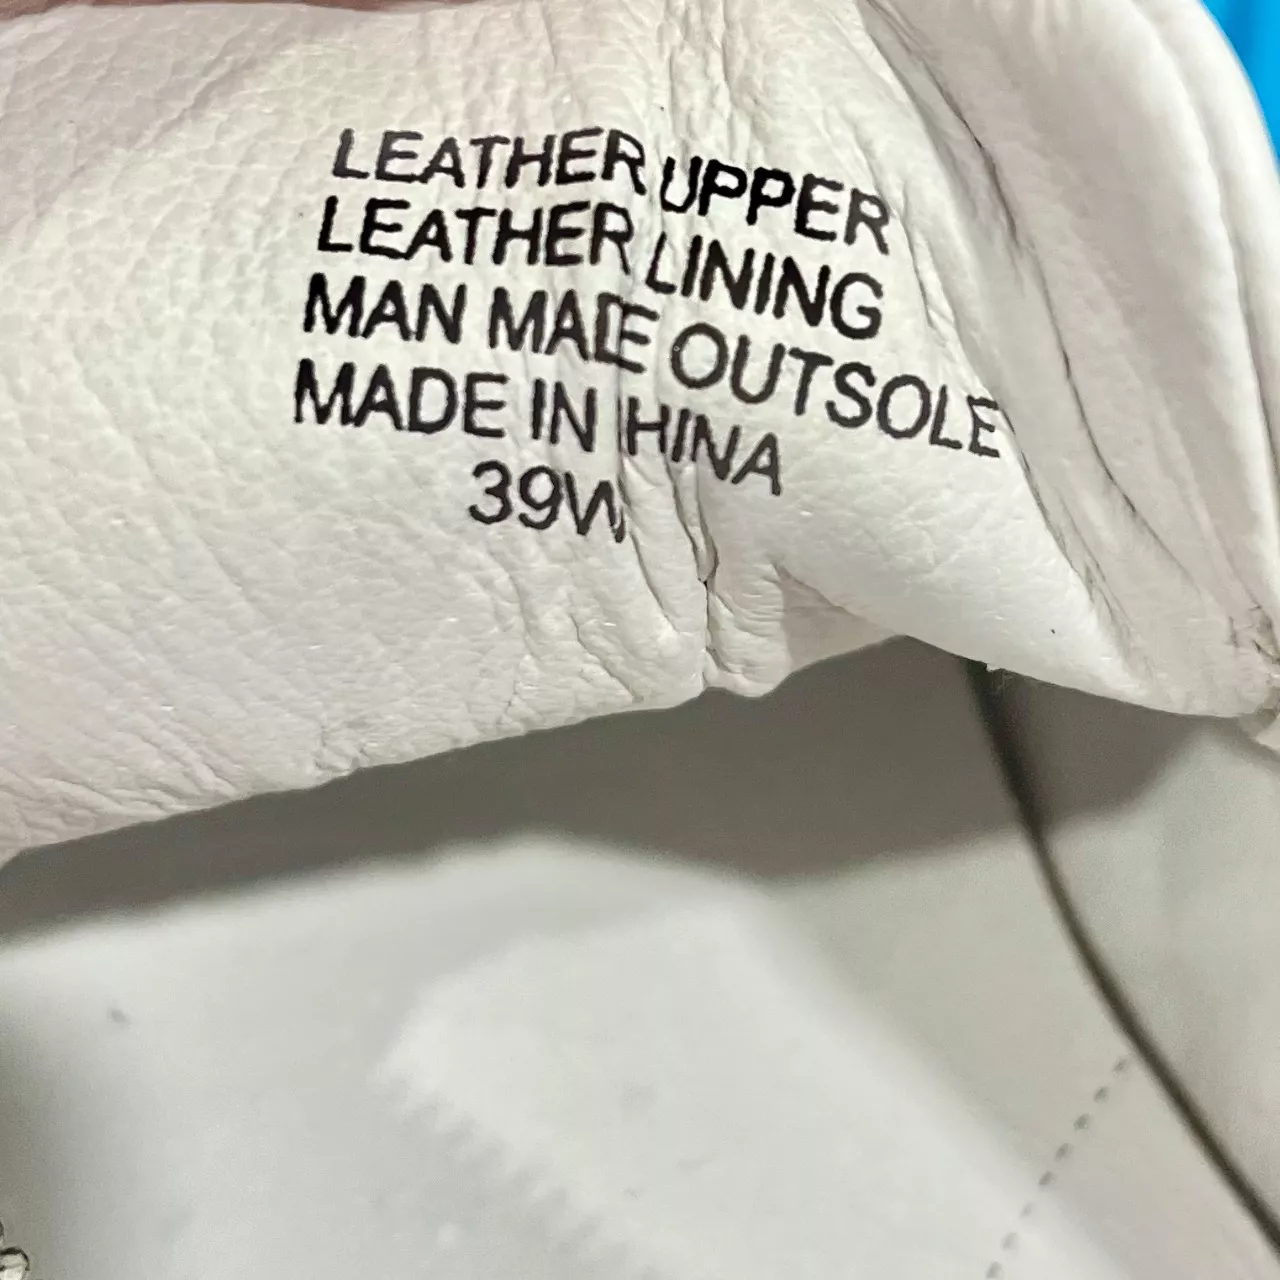 LEATHER UPPER
LEATHER LINING
MAN MADE OUTSOLE
MADE IN CHINA
39W